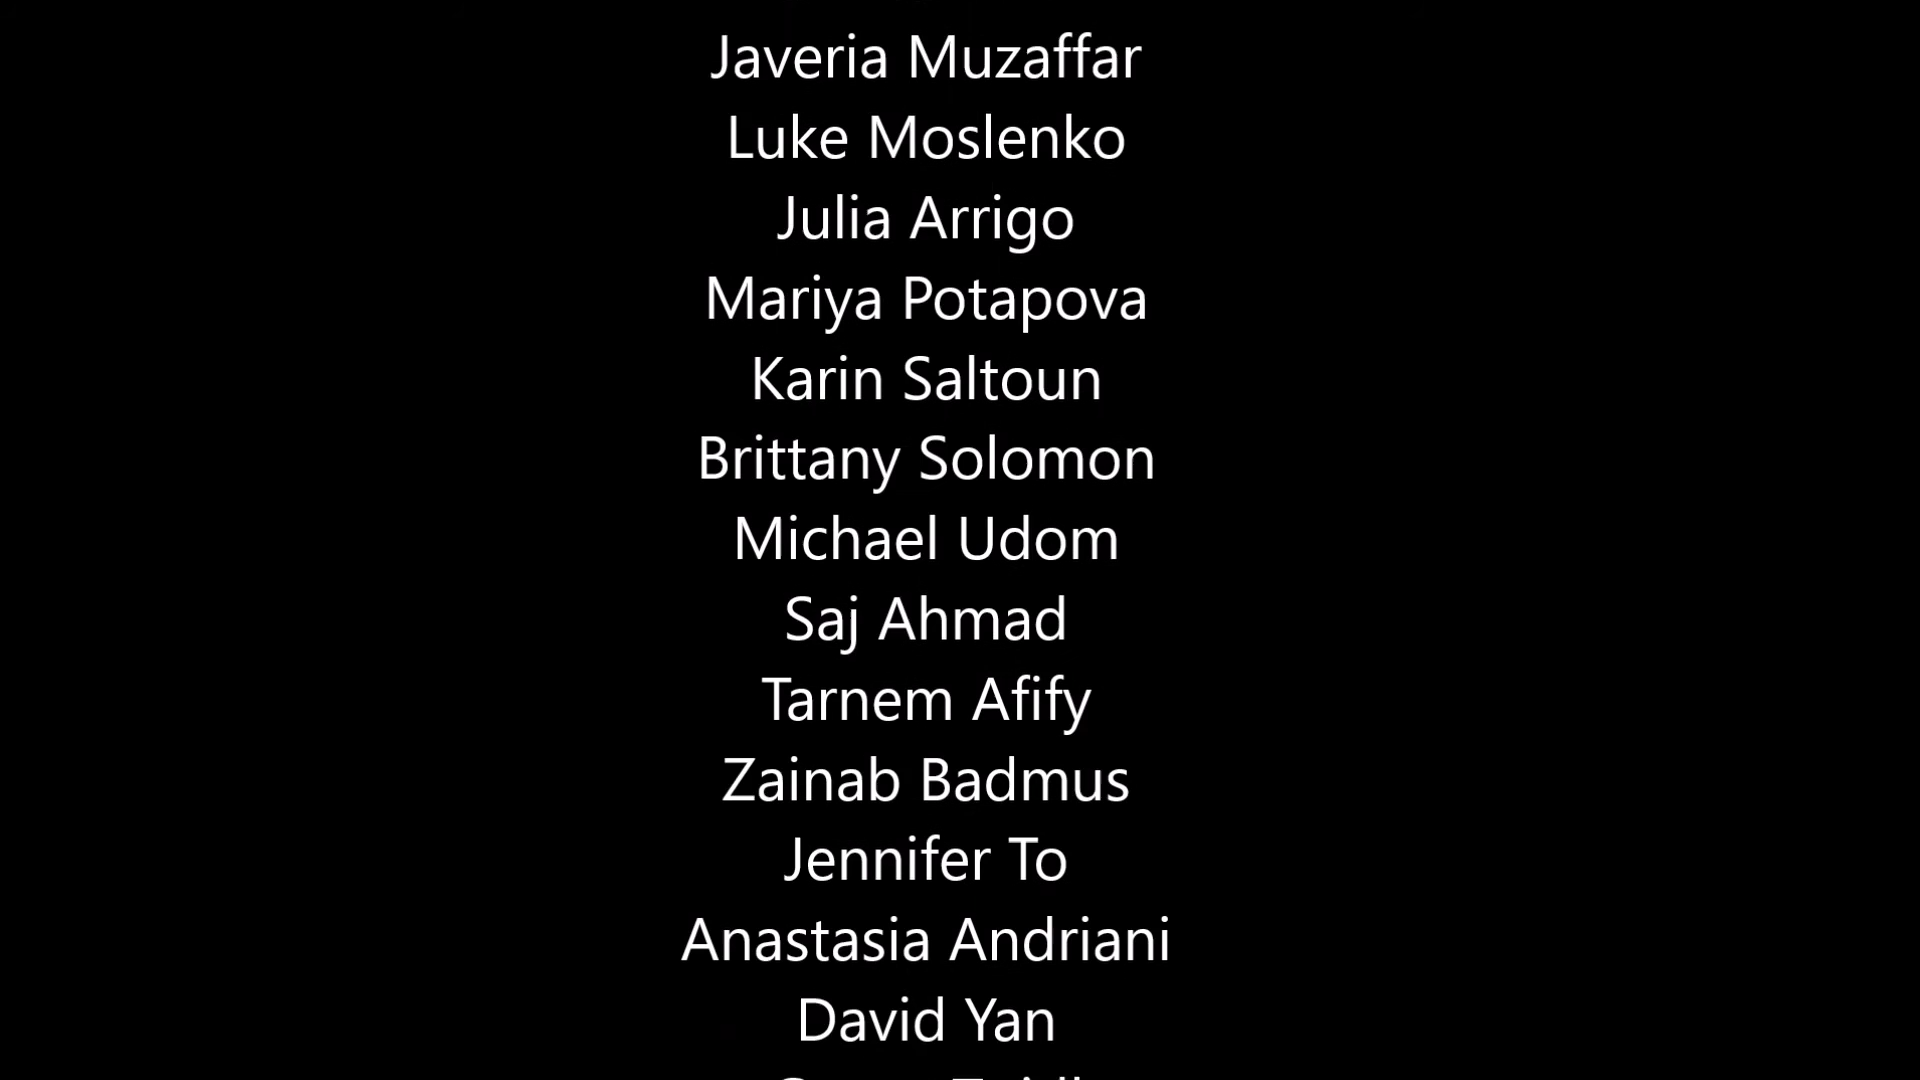 Javeria Muzaffar
Luke Moslenko
Julia Arrigo
Mariya Potapova
Karin Saltoun
Brittany Solomon
Michael Udom
Saj Ahmad
Tarnem Afify
Zainab Badmus
Jennifer To
Anastasia Andriani
David Yan